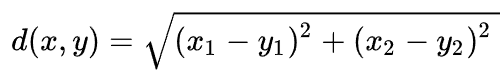 d(x, y) = √((x₁ − y₁)² + (x₂ − y₂)²)